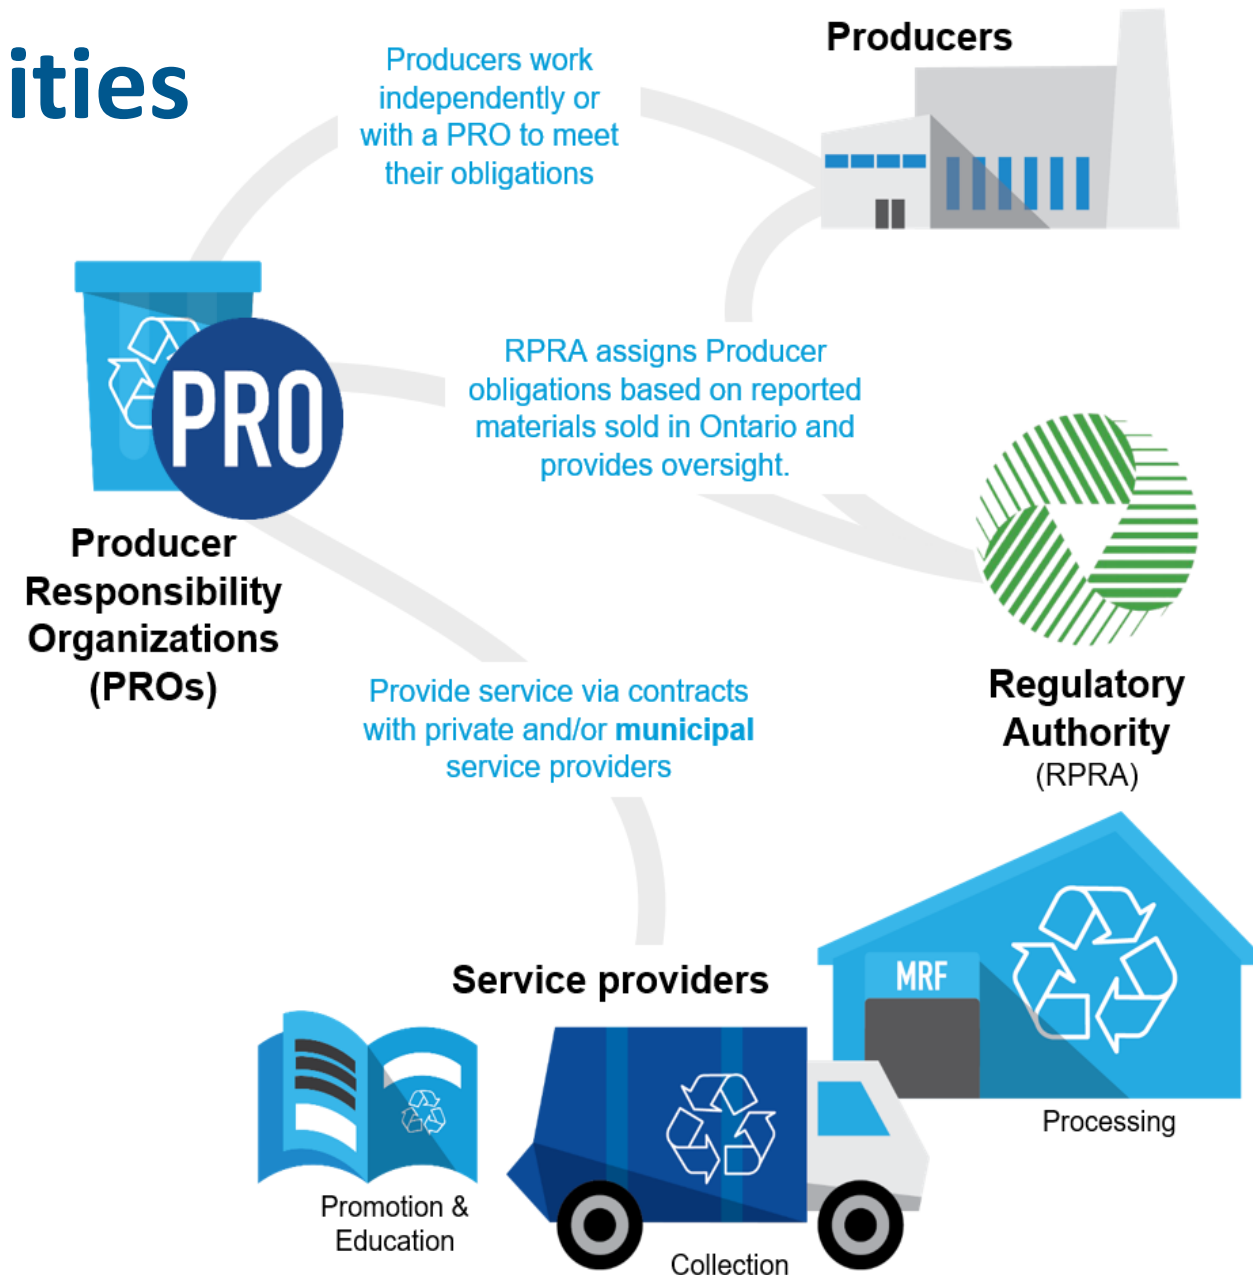 ities
Producers
Producers work
independently or
with a PRO to meet
their obligations
PRO
RPRA assigns Producer
obligations based on reported
materials sold in Ontario and
provides oversight.
Producer
Responsibility
Organizations
(PROs)
Regulatory
Authority
(RPRA)
Provide service via contracts
with private and/or municipal
service providers
Service providers
MRF
Processing
Promotion &
Education
Collection